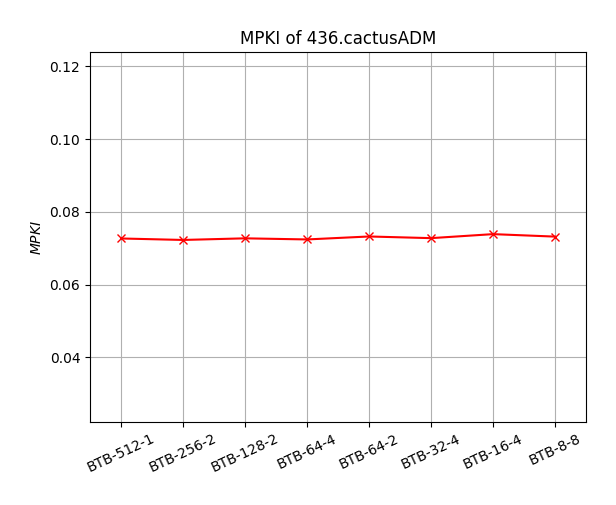 MPKI of 436.cactusADM
0.12
0.10
0.08
0.06
0.04
MPKI
BTB-512-1
BTB-256-2
BTB-128-2
BTB-64-4
BTB-64-2
BTB-32-4
BTB-16-4
BTB-8-8